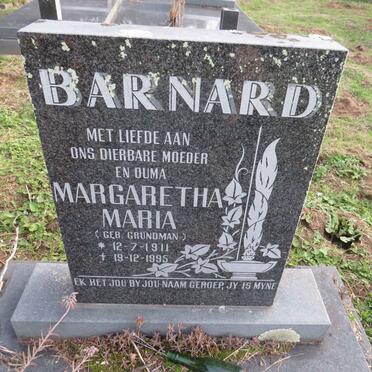 BARNARD
MET LIEFDE AAN
ONS DIERBARE MOEDER
EN OUMA
MARGARETHA
MARIA
( GEB. GRUNDMAN )
* 12-7-1911
† 19-12-1995
EK HET JOU BY JOU NAAM GEROEP, JY IS MYNE